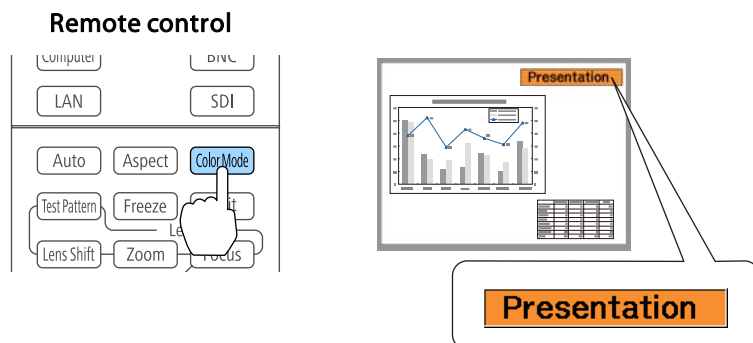 Remote control
Computer
BNC
LAN
SDI
Auto
Aspect
Color Mode
Test Pattern
Freeze
Lens Shift
Zoom
Focus
Presentation
Presentation